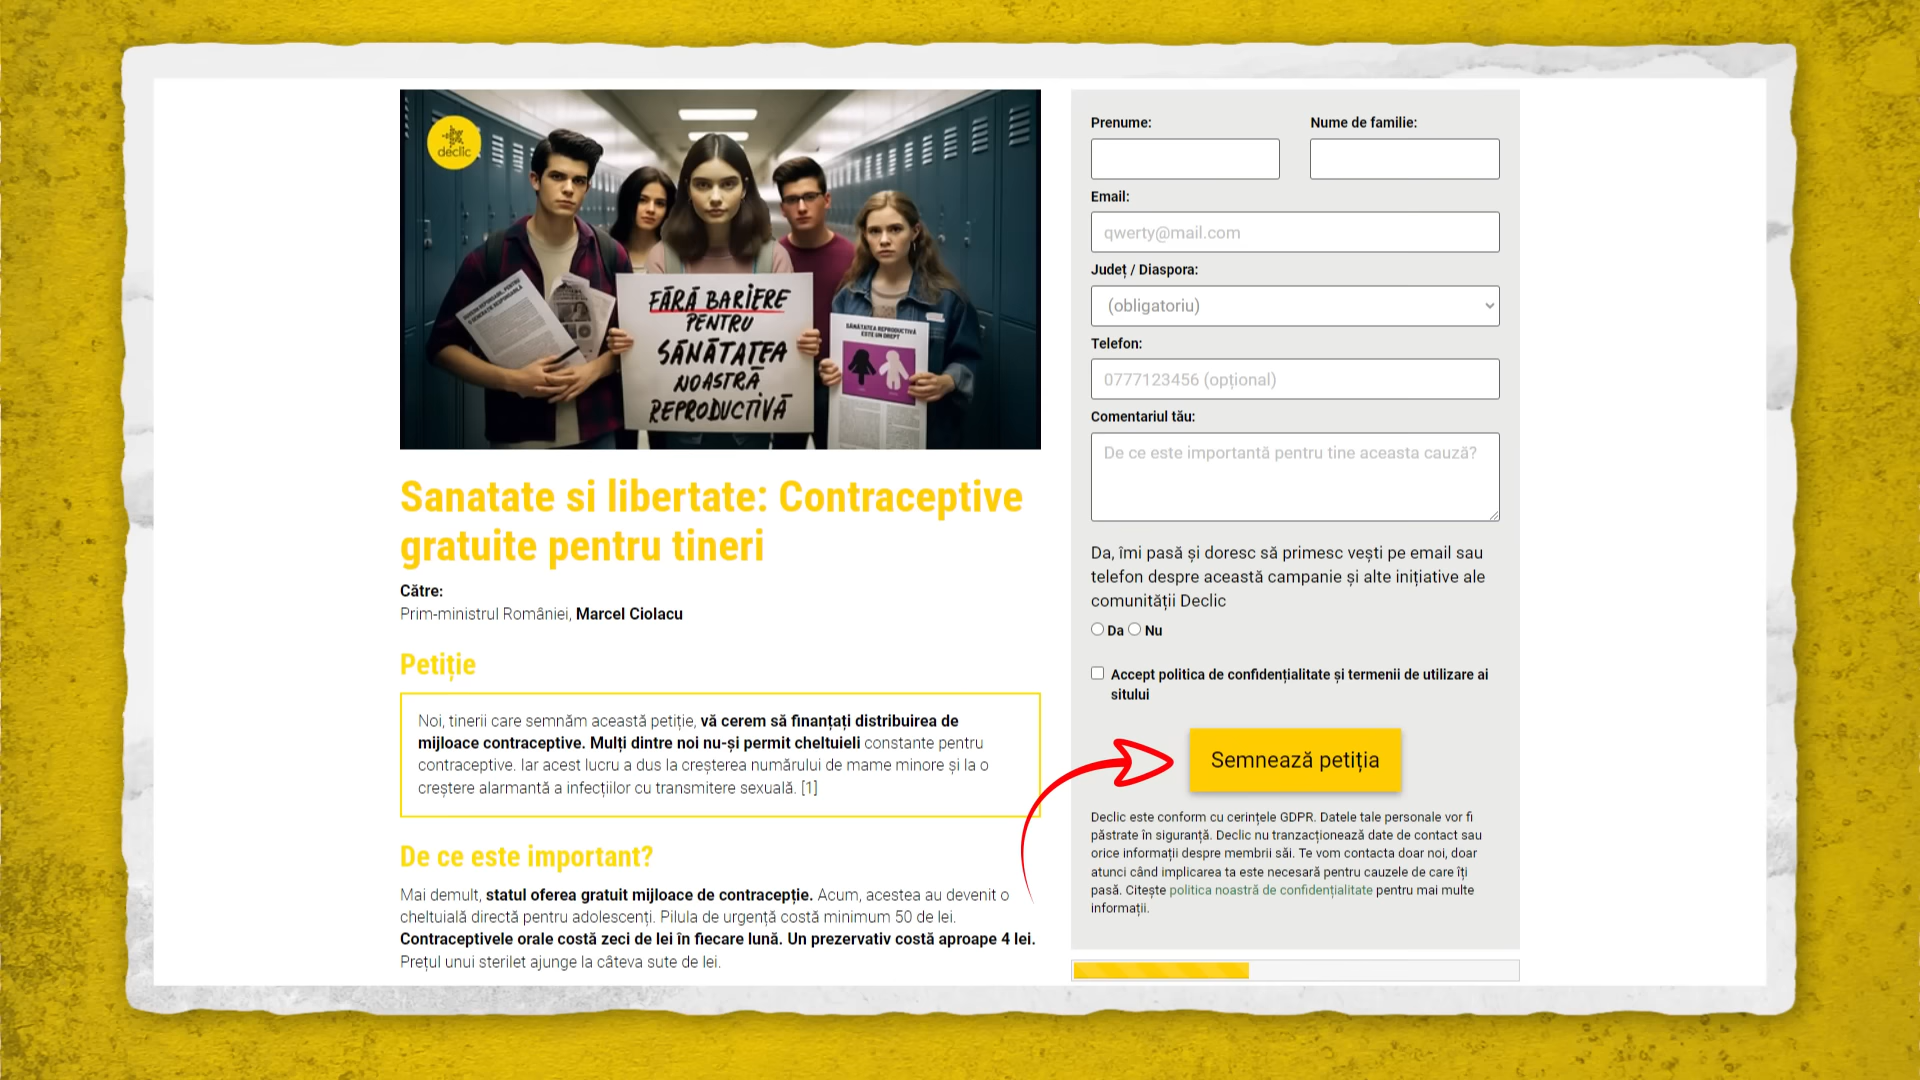 declic
FĂRĂ BARIERE
PENTRU
SĂNĂTATEA
NOASTRĂ
REPRODUCTIVĂ
SĂNĂTATEA REPRODUCTIVĂ
ESTE UN DREPT
Sanatate si libertate: Contraceptive
gratuite pentru tineri
Către:
Prim-ministrul României, Marcel Ciolacu
Petiție
Noi, tinerii care semnăm această petiție, vă cerem să finanțați distribuirea de
mijloace contraceptive. Mulți dintre noi nu-și permit cheltuieli constante pentru
contraceptive. Iar acest lucru a dus la creșterea numărului de mame minore și la o
creștere alarmantă a infecțiilor cu transmitere sexuală. [1]
De ce este important?
Mai demult, statul oferea gratuit mijloace de contracepție. Acum, acestea au devenit o
cheltuială directă pentru adolescenți. Pilula de urgență costă minimum 50 de lei.
Contraceptivele orale costă zeci de lei în fiecare lună. Un prezervativ costă aproape 4 lei.
Prețul unui sterilet ajunge la câteva sute de lei.
Prenume: Nume de familie:
Email:
qwerty@mail.com
Județ / Diaspora:
(obligatoriu)
Telefon:
0777123456 (opțional)
Comentariul tău:
De ce este importantă pentru tine aceasta cauză?
Da, îmi pasă și doresc să primesc vești pe email sau
telefon despre această campanie și alte inițiative ale
comunității Declic
Da Nu
Accept politica de confidențialitate și termenii de utilizare ai
sitului
Semnează petiția
Declic este conform cu cerințele GDPR. Datele tale personale vor fi
păstrate în siguranță. Declic nu tranzacționează date de contact sau
orice informații despre membrii săi. Te vom contacta doar noi, doar
atunci când implicarea ta este necesară pentru cauzele de care îți
pasă. Citește politica noastră de confidențialitate pentru mai multe
informații.